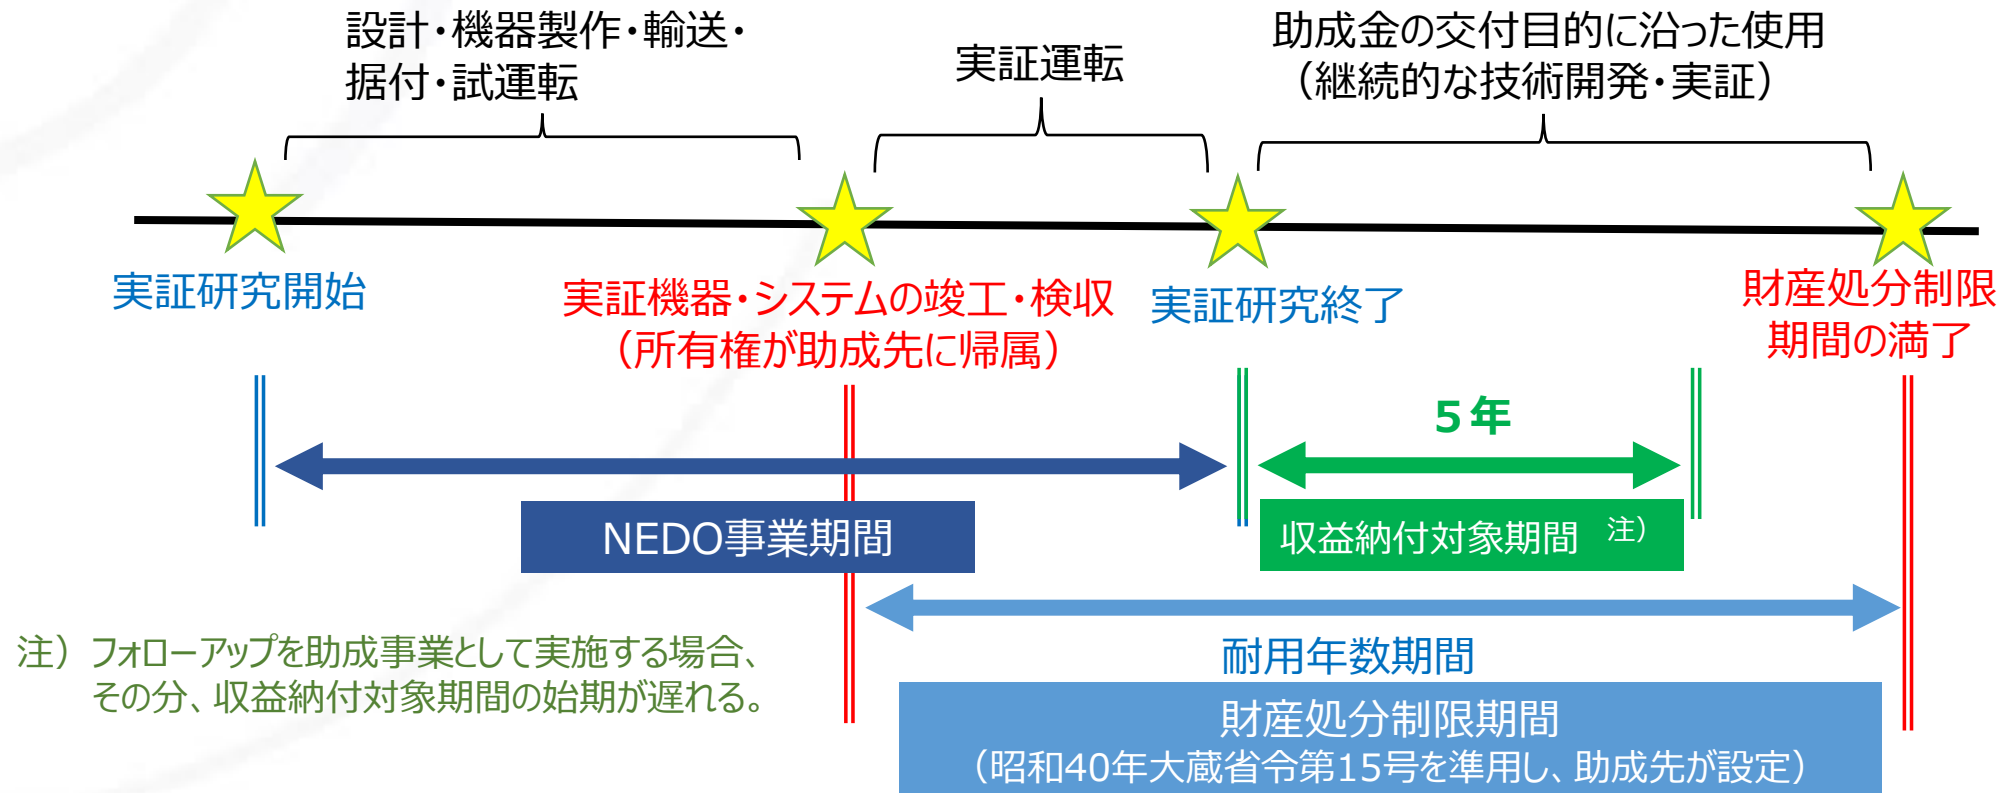 設計・機器製作・輸送・
据付・試運転
実証運転
助成金の交付目的に沿った使用
（継続的な技術開発・実証）
実証研究開始
実証機器・システムの竣工・検収
（所有権が助成先に帰属）
実証研究終了
財産処分制限
期間の満了
５年
NEDO事業期間
収益納付対象期間 注）
注）フォローアップを助成事業として実施する場合、
その分、収益納付対象期間の始期が遅れる。
耐用年数期間
財産処分制限期間
（昭和40年大蔵省令第15号を準用し、助成先が設定）